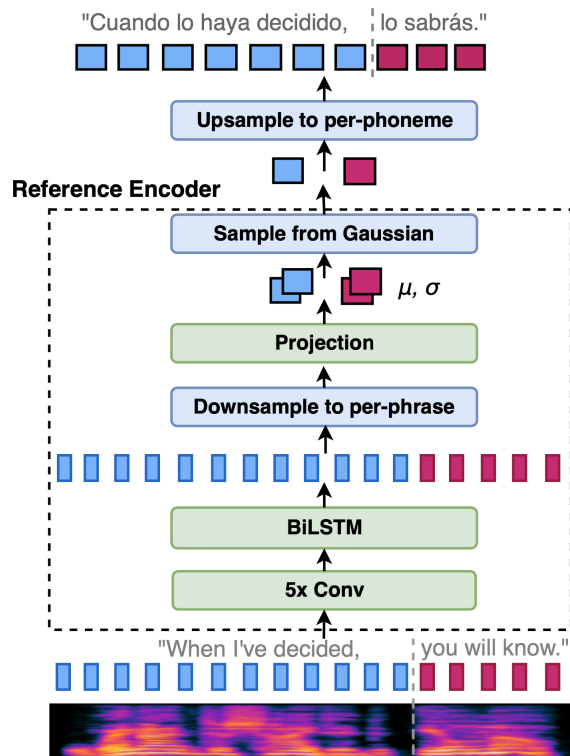 "Cuando lo haya decidido, lo sabrás."
Upsample to per-phoneme
Reference Encoder
Sample from Gaussian
μ, σ
Projection
Downsample to per-phrase
BiLSTM
5x Conv
"When I've decided, you will know."